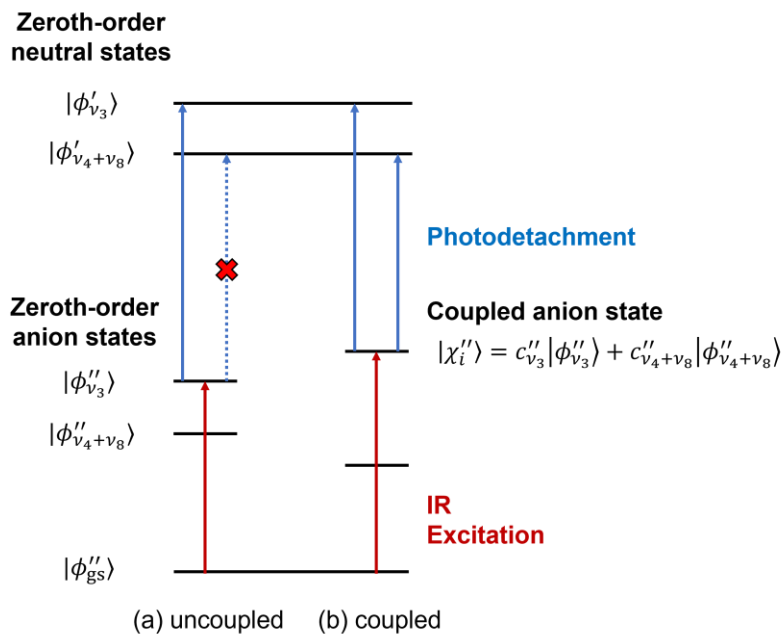 Zeroth-order
neutral states
|ϕ′ν₃⟩
|ϕ′ν₄+ν₈⟩
Photodetachment
Zeroth-order
anion states
Coupled anion state
|χ″ᵢ⟩ = c″ν₃|ϕ″ν₃⟩ + c″ν₄+ν₈|ϕ″ν₄+ν₈⟩
|ϕ″ν₃⟩
|ϕ″ν₄+ν₈⟩
IR
Excitation
|ϕ″gs⟩
(a) uncoupled (b) coupled